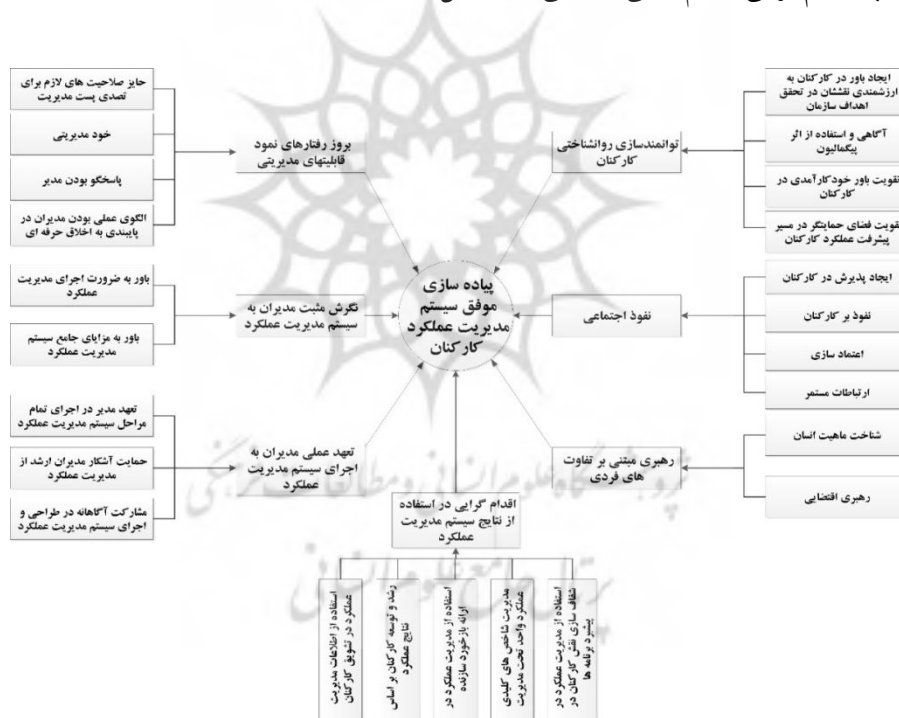 حایز صلاحیت های لازم برای
تصدی پست مدیریت
خود مدیریتی
پاسخگو بودن مدیر
الگوی عملی بودن مدیران در
پایبندی به اخلاق حرفه ای
بروز رفتارهای نمود
قابلیتهای مدیریتی
باور به ضرورت اجرای مدیریت
عملکرد
باور به مزایای جامع سیستم
مدیریت عملکرد
نگرش مثبت مدیران به
سیستم مدیریت عملکرد
تعهد مدیر در اجرای تمام
مراحل سیستم مدیریت عملکرد
حمایت آشکار مدیران ارشد از
مدیریت عملکرد
مشارکت آگاهانه در طراحی و
اجرای سیستم مدیریت عملکرد
تعهد عملی مدیران به
اجرای سیستم مدیریت
عملکرد
پیاده سازی
موفق سیستم
مدیریت عملکرد
کارکنان
ایجاد باور در کارکنان به
ارزشمندی نقششان در تحقق
اهداف سازمان
آگاهی و استفاده از اثر
پیگمالیون
تقویت باور خودکارآمدی در
کارکنان
تقویت فضای حمایتگر در مسیر
پیشرفت عملکرد کارکنان
توانمندسازی روانشناختی
کارکنان
ایجاد پذیرش در کارکنان
نفوذ بر کارکنان
اعتماد سازی
ارتباطات مستمر
نفوذ اجتماعی
شناخت ماهیت انسان
رهبری اقتضایی
رهبری مبتنی بر تفاوت
های فردی
اقدام گرایی در استفاده
از نتایج سیستم مدیریت
عملکرد
استفاده از اطلاعات مدیریت
عملکرد در تشویق کارکنان
رشد و توسعه کارکنان بر اساس
نتایج عملکرد
استفاده از مدیریت عملکرد در
ارائه بازخورد سازنده
مدیریت شاخص های کلیدی
عملکرد واحد تحت مدیریت
استفاده از مدیریت عملکرد در
شفاف سازی نقش کارکنان در
پیشبرد برنامه ها
پژوهشگاه علوم انسانی و مطالعات فرهنگی
پرتال جامع علوم انسانی